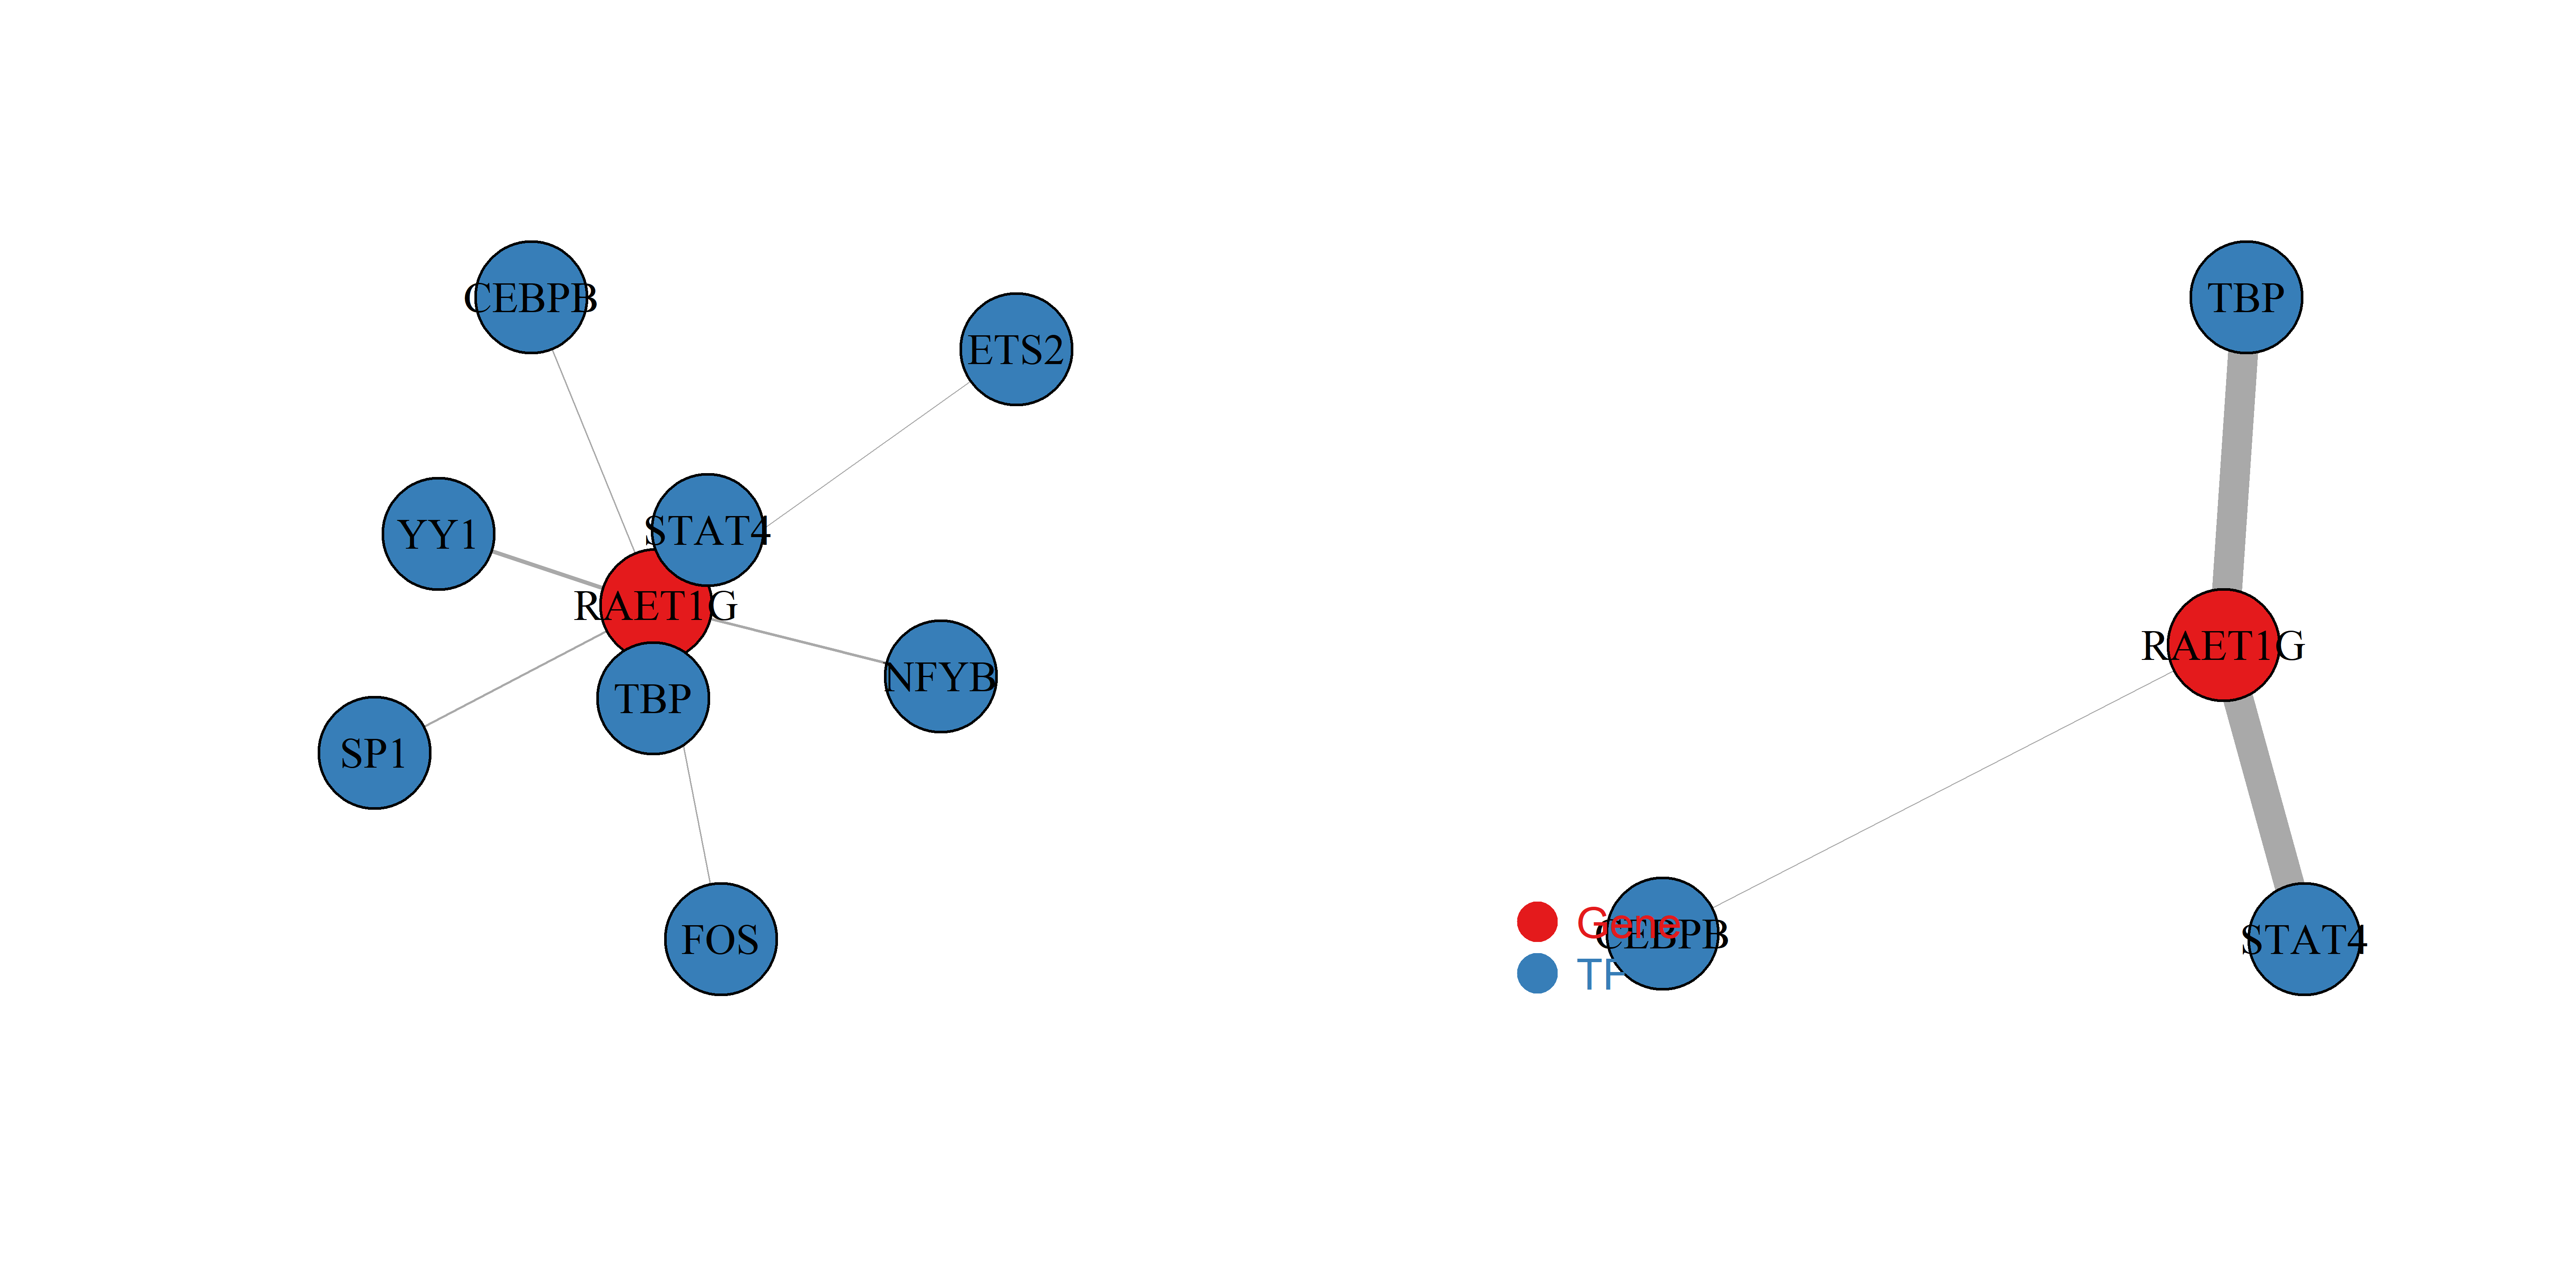 CEBPB
ETS2
STAT4
YY1
RAET1G
NFYB
TBP
SP1
FOS
TBP
RAET1G
Gene
CEBPB
STAT4
TF